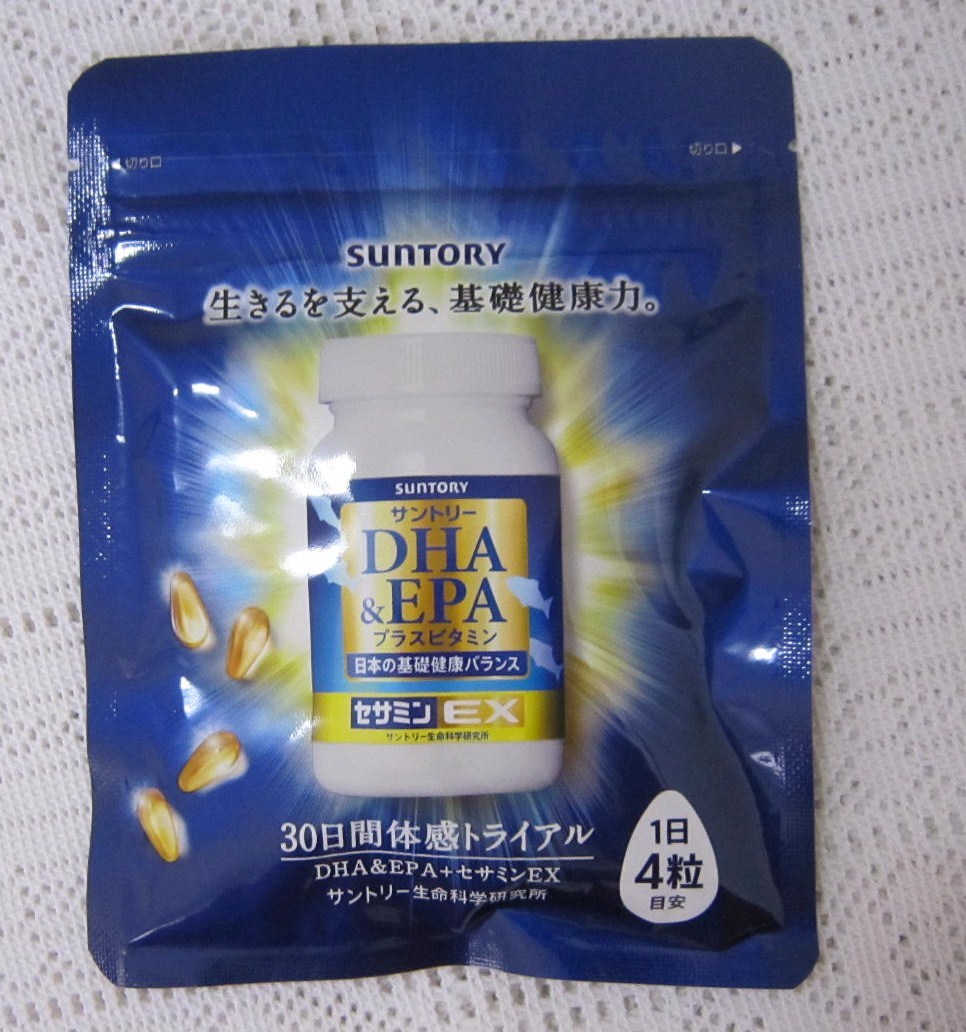 ◀切り口
切り口▶
SUNTORY
生きるを支える、基礎健康力。
SUNTORY
サントリー
DHA
&EPA
プラスビタミン
日本の基礎健康バランス
セサミンEX
サントリー生命科学研究所
30日間体感トライアル
DHA&EPA+セサミンEX
サントリー生命科学研究所
1日
4粒
目安